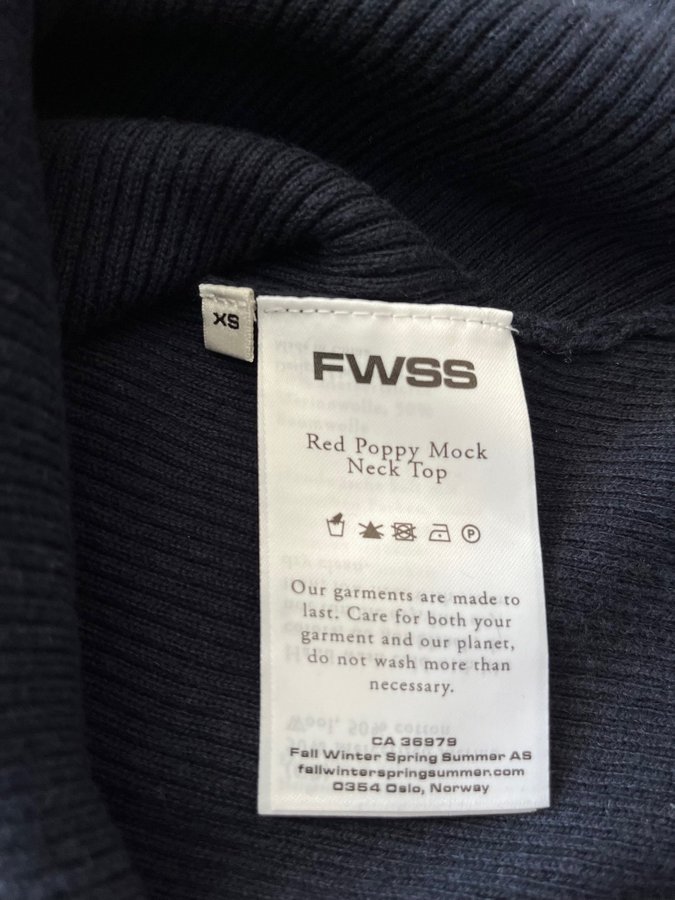 XS
FWSS
Red Poppy Mock
Neck Top
P
Our garments are made to
last. Care for both your
garment and our planet,
do not wash more than
necessary.
CA 36979
Fall Winter Spring Summer AS
fallwinterspringsummer.com
0354 Oslo, Norway